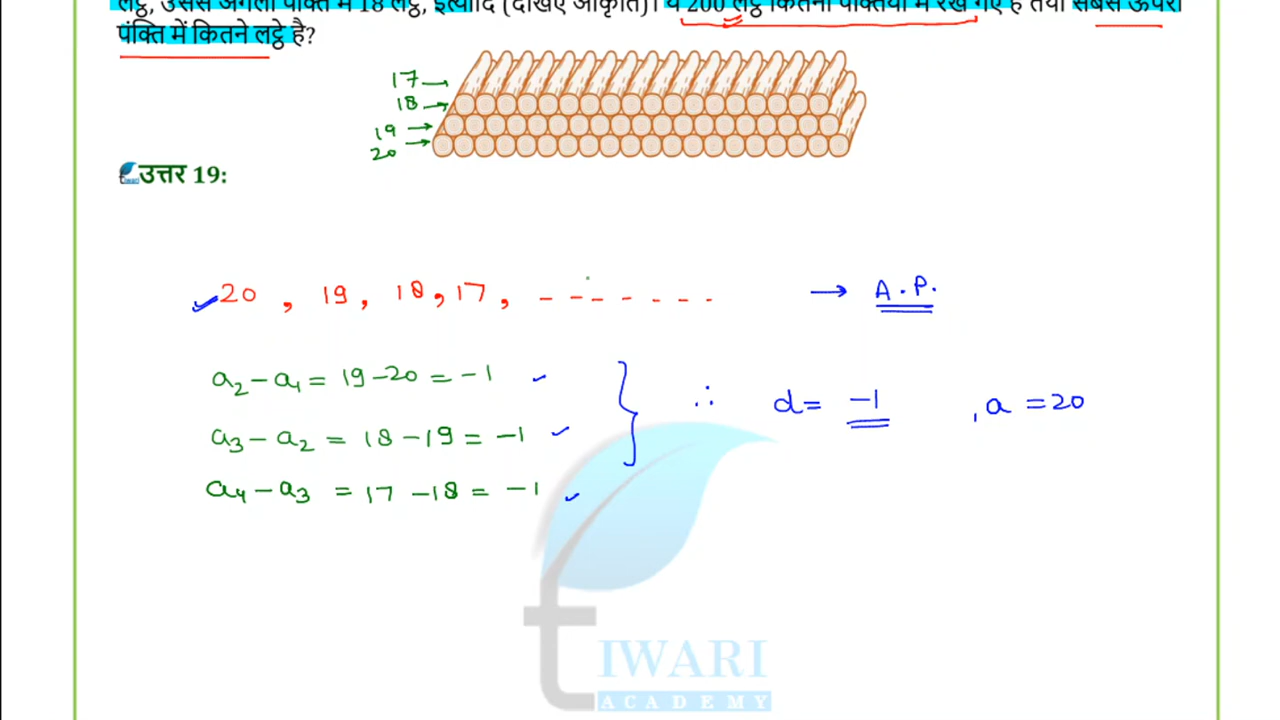 लट्ठे, उससे अगली पंक्ति में 18 लट्ठे, इत्यादि (देखिए आकृति)। ये 200 लट्ठे कितनी पंक्तियों में रखे गए हैं तथा सबसे ऊपरी
पंक्ति में कितने लट्ठे है?
17
18
19
20
उत्तर 19:
20 , 19, 18, 17, - - - - - - - → A.P.
a₂ - a₁ = 19 - 20 = -1
∴ d = -1 , a = 20
a₃ - a₂ = 18 - 19 = -1
a₄ - a₃ = 17 - 18 = -1
TIWARI
ACADEMY